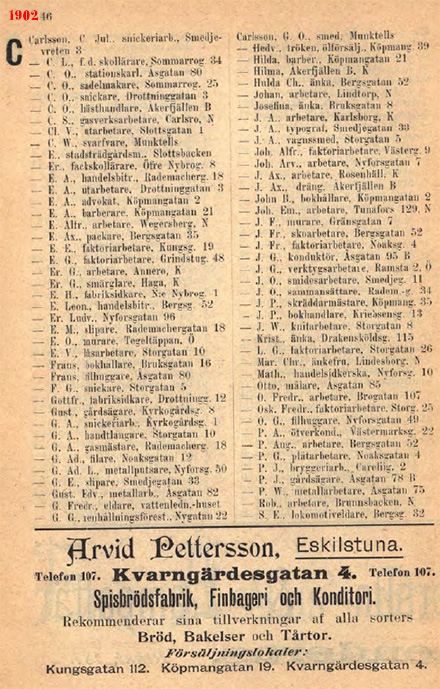 1902 46
C
Carlsson, C. Jul., snickeriarb., Smedje-
vreten 3
— C. L., f. d. skollärare, Sommarrog. 34
— C. O., stationskarl, Åsgatan 80
— C. O., sadelmakare, Sommarrog. 25
— C. O., snickare, Drottninggatan 3
— C. O., hästhandlare, Åkerfjällen B
— C. S., gasverksarbetare, Carlsro, N
— Cl. V., utarbetare, Slottsgatan 1
— C. W., svarfvare, Munktells
— E., stadsträdgårdsm., Slottsbacken
— Er., fackskollärare, Öfre Nybrog. 8
— E. A., handelsbitr., Rademacherg. 18
— E. A., utarbetare, Drottninggatan 3
— E. A., advokat, Köpmangatan 2
— E. A., barberare, Köpmangatan 21
— E. Alfr., arbetare, Wegersberg, N
— E. Ax., packare, Bergsgatan 35
— E. E., faktoriarbetare, Kungsg. 19
— E. G., faktoriarbetare, Grindstug. 48
— Er. G., arbetare, Annero, K
— Er. G., smärglare, Haga, K
— E. H., fabriksidkare, N:e Nybrog. 1
— E. Leon., handelsbitr., Bergsg. 52
— Er. Ludv., Nyforsgatan 96
— E. M., slipare, Rademachergatan 18
— E. O., murare, Tegeltäppan, O
— E. V., låsarbetare, Storgatan 10
— Frans, bokhållare, Bruksgatan 16
— Frans, filhuggare, Åsgatan 80
— F. G., snickare, Storgatan 5
— Gottfr., fabriksidkare, Drottningg. 12
— Gust., gårdsägare, Kyrkogårdsg. 8
— G. A., snickeriarb., Kyrkogårdsg. 1
— G. A., handtlangare, Storgatan 10
— G. A., gasmästare, Rademacherg. 18
— G. Ad., filare, Noaksgatan 12
— G. Ad. L., metallputsare, Nyforsg. 50
— G. E., slipare, Smedjegatan 33
— Gust. Edv., metallarb., Åsgatan 82
— G. Fredr., eldare, vattenledn.-huset
— G. G., renhållningsförest., Nygatan 22
Carlsson, G. O., smed, Munktells
— Hedv., fröken, ölförsälj., Köpmang. 39
— Hilda, barber., Köpmangatan 21
— Hilma, Åkerfjällen B, K
— Hulda Ch., änka, Bergsgatan 52
— Johan, arbetare, Lindtorp, N
— Josefina, änka, Bruksgatan 8
— J. A., arbetare, Karlsborg, K
— J. A., typograf, Smedjegatan 33
— J. A., vagnssmed, Storgatan 5
— Joh. Alfr., faktoriarbetare, Västerg. 9
— Joh. Arv., arbetare, Nyforsgatan 7
— J. Ax., arbetare, Rosenhäll, K
— J. Ax., dräng, Åkerfjällen B
— John B., bokhållare, Köpmangatan 2
— Joh. Em., arbetare, Tunafors 129, N
— J. F., murare, Gränsgatan 7
— J. Fr., skoarbetare, Bergsgatan 52
— J. Fr., faktoriarbetare, Noaksg. 4
— J. G., konduktör, Åsgatan 95 B
— J. G., verktygsarbetare, Ramsta 2, O
— J. O., smidesarbetare, Smedjeg. 11
— J. O., sammansättare, Radem.-g. 34
— J. P., skräddarmästare, Köpmang. 35
— J. P., bokhandlare, Kriebsensg. 13
— J. W., knifarbetare, Storgatan 8
— Krist., änka, Drakensköldsg. 115
— L. G., faktoriarbetare, Storgatan 26
— Mar. Chr., änkefru, Lindesborg, N
— Math., handelsidkerska, Nyforsg. 10
— Otto, målare, Åsgatan 85
— O. Fredr., arbetare, Brogatan 107
— Osk. Fredr., faktoriarbetare, Storg. 25
— O. G., filhuggare, Nyforsgatan 49
— P. A., ötverkond., Västermarksg. 22
— P. Aug., arbetare, Bergsgatan 52
— P. G., plåtarbetare, Noaksgatan 4
— P. J., bryggeriarb., Careliig. 2
— P. J., gårdsägare, Åsgatan 78 B
— P. W., metallarbetare, Åsgatan 75
— Rob., arbetare, Brunnsbacken, N
— S. E., lokomotiveldare, Bergsg. 32
Arvid Pettersson, Eskilstuna.
Telefon 107. Kvarngärdesgatan 4. Telefon 107.
Spisbrödsfabrik, Finbageri och Konditori.
Rekommenderar sina tillverkningar af alla sorters
Bröd, Bakelser och Tårtor.
Försäljningslokaler:
Kungsgatan 112. Köpmangatan 19. Kvarngärdesgatan 4.